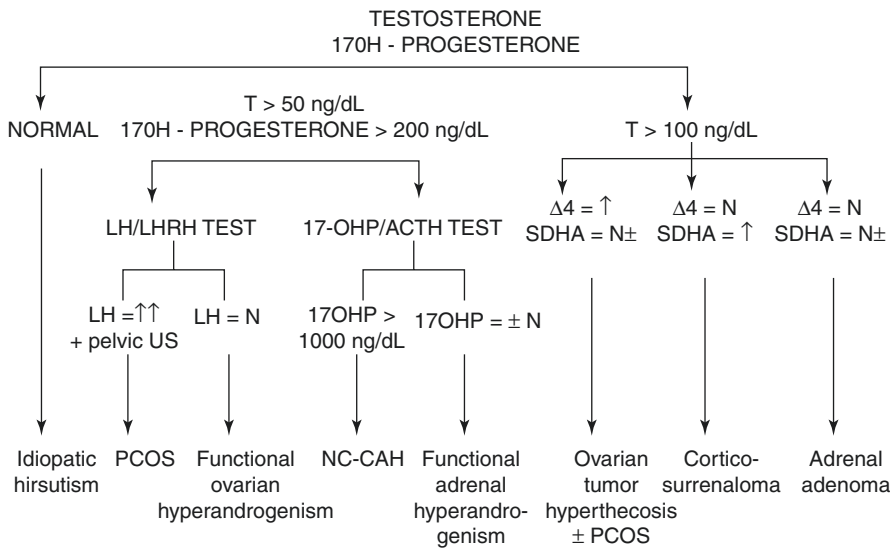 TESTOSTERONE
170H - PROGESTERONE
T > 50 ng/dL
NORMAL
170H - PROGESTERONE > 200 ng/dL
T > 100 ng/dL
LH/LHRH TEST
17-OHP/ACTH TEST
Δ4 = ↑
SDHA = N±
Δ4 = N
SDHA = ↑
Δ4 = N
SDHA = N±
LH =↑↑
+ pelvic US
LH = N
17OHP >
1000 ng/dL
17OHP = ± N
Idiopatic
hirsutism
PCOS
Functional
ovarian
hyperandrogenism
NC-CAH
Functional
adrenal
hyperandro-
genism
Ovarian
tumor
hyperthecosis
± PCOS
Cortico-
surrenaloma
Adrenal
adenoma